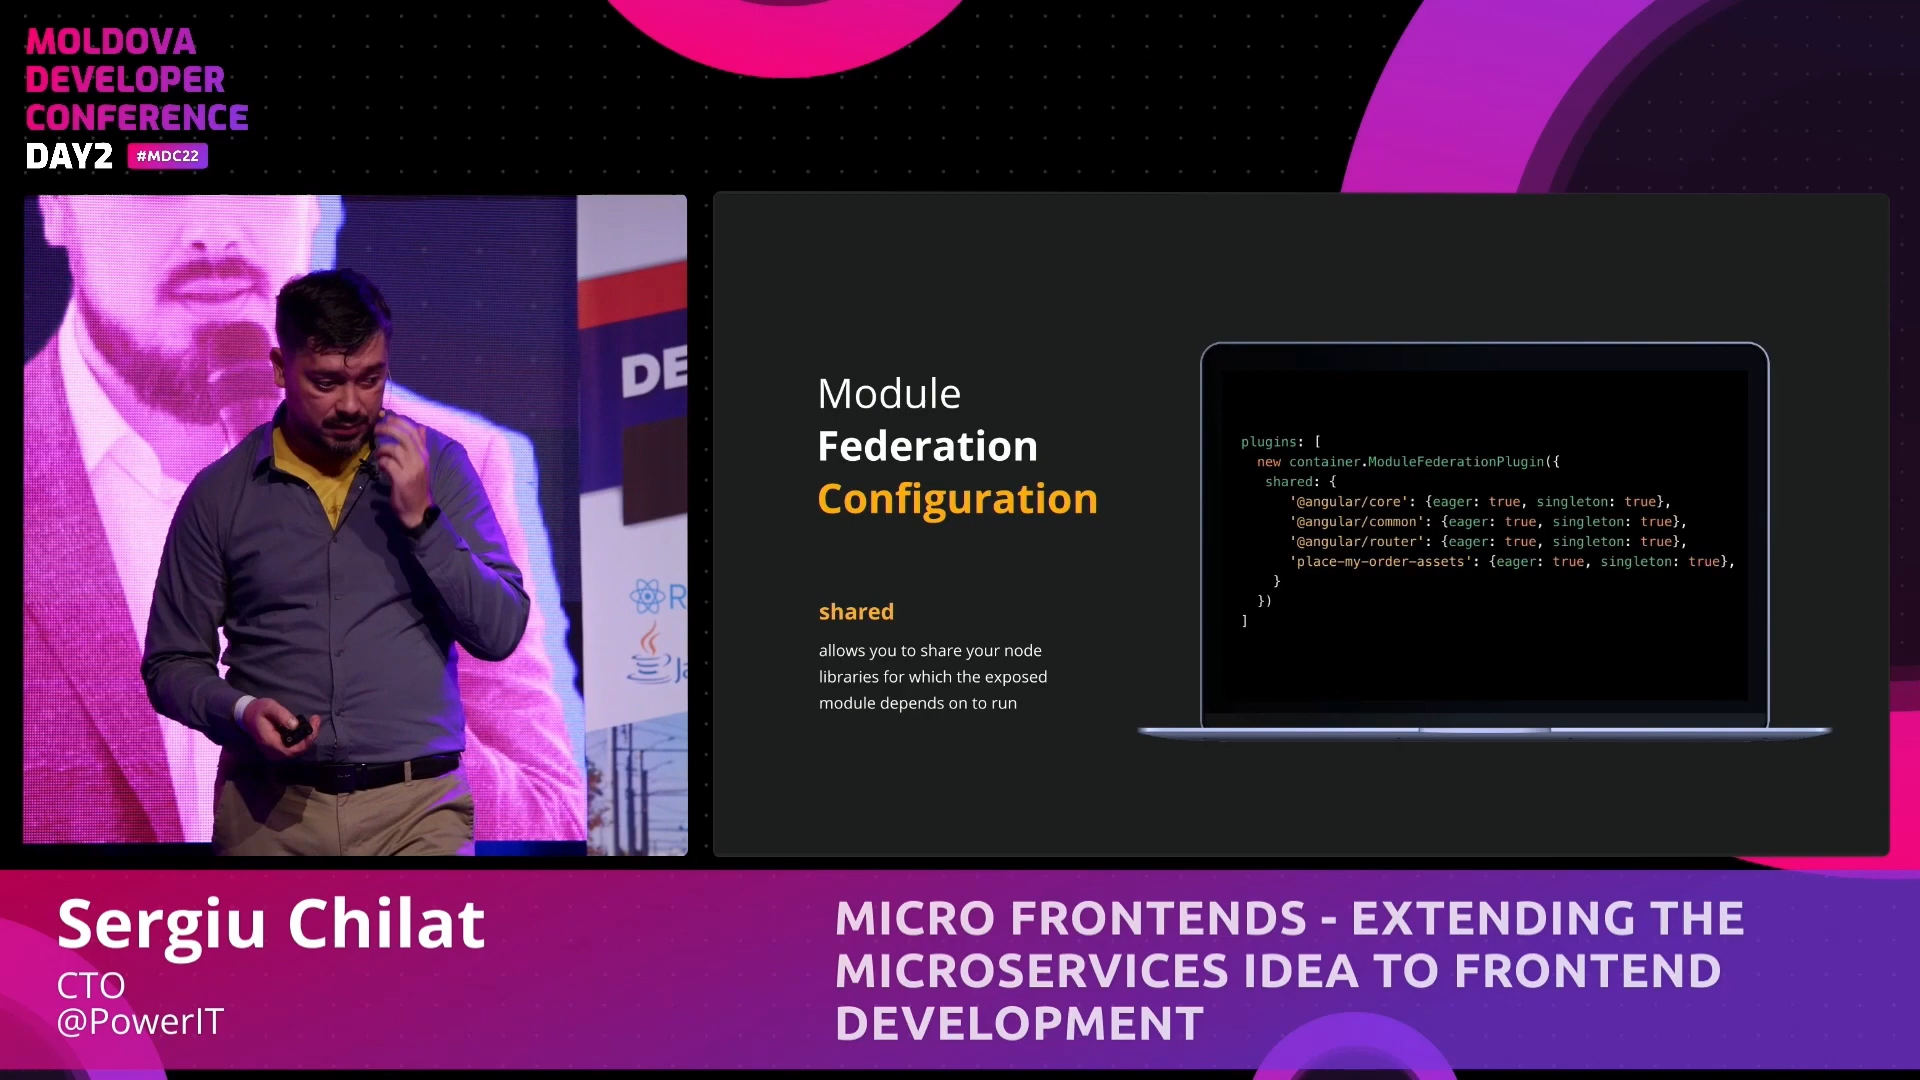 MOLDOVA
DEVELOPER
CONFERENCE
DAY2 #MDC22
DE
R
Ja
Module
Federation
Configuration
shared
allows you to share your node
libraries for which the exposed
module depends on to run
plugins: [
new container.ModuleFederationPlugin({
shared: {
'@angular/core': {eager: true, singleton: true},
'@angular/common': {eager: true, singleton: true},
'@angular/router': {eager: true, singleton: true},
'place-my-order-assets': {eager: true, singleton: true},
}
})
]
Sergiu Chilat
CTO
@PowerIT
MICRO FRONTENDS - EXTENDING THE
MICROSERVICES IDEA TO FRONTEND
DEVELOPMENT